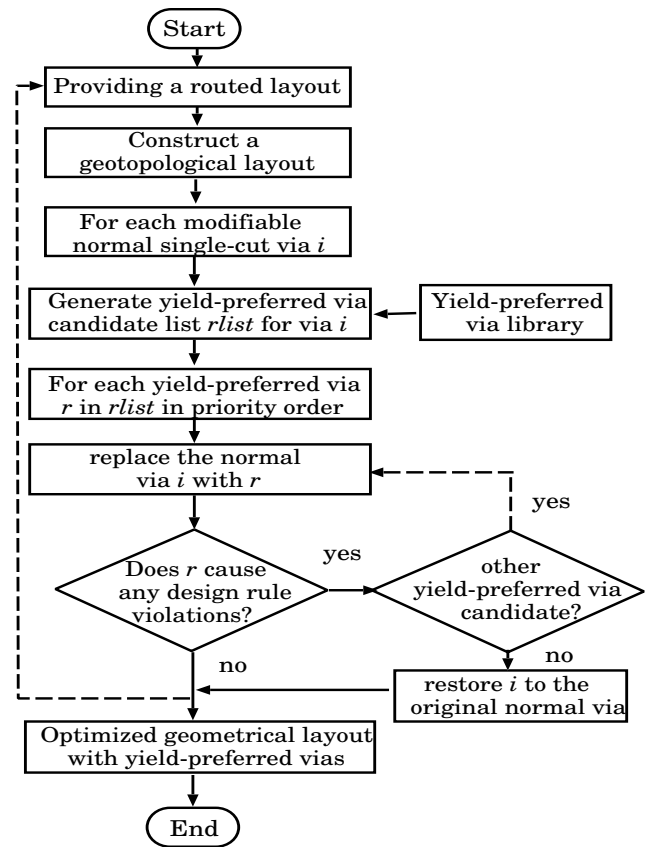 Start
Providing a routed layout
Construct a
geotopological layout
For each modifiable
normal single-cut via i
Generate yield-preferred via
candidate list rlist for via i
Yield-preferred
via library
For each yield-preferred via
r in rlist in priority order
replace the normal
via i with r
yes
Does r cause
any design rule
violations?
yes
other
yield-preferred via
candidate?
no
no
restore i to the
original normal via
Optimized geometrical layout
with yield-preferred vias
End